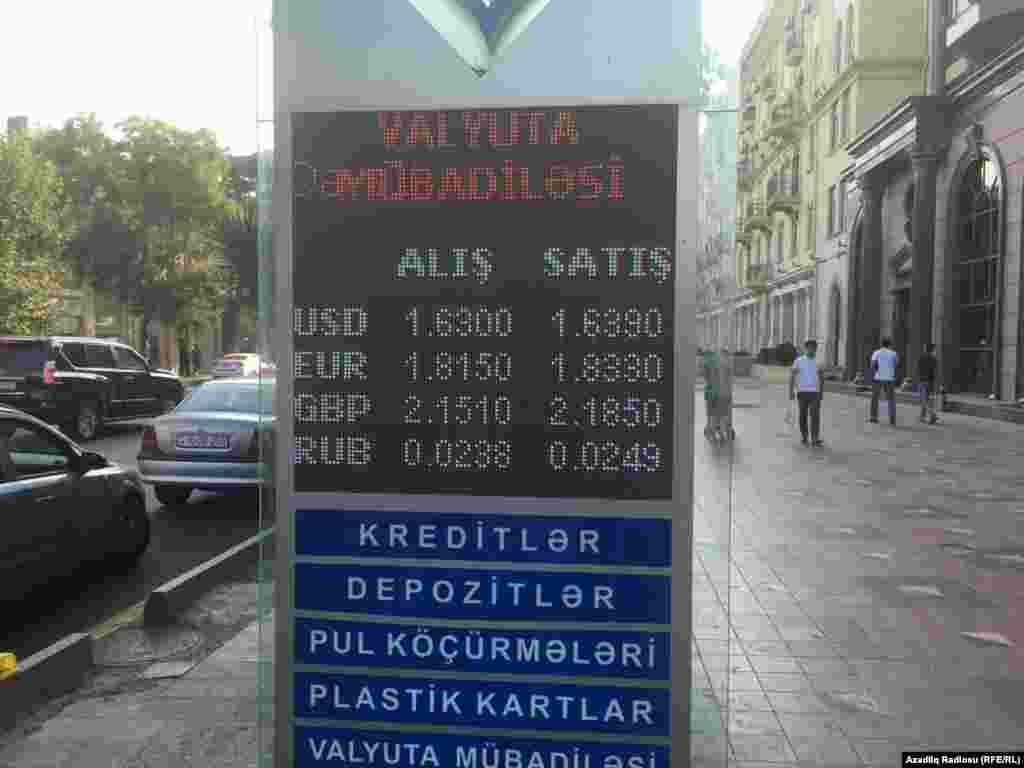 VALYUTA
MÜBADİLƏSİ
ALIŞ SATIŞ
USD 1.6300 1.6390
EUR 1.8150 1.8390
GBP 2.1510 2.1850
RUB 0.0238 0.0249
KREDİTLƏR
DEPOZİTLƏR
PUL KÖÇÜRMƏLƏRİ
PLASTİK KARTLAR
VALYUTA MÜBADİLƏSİ
Azadlıq Radiosu (RFE/RL)